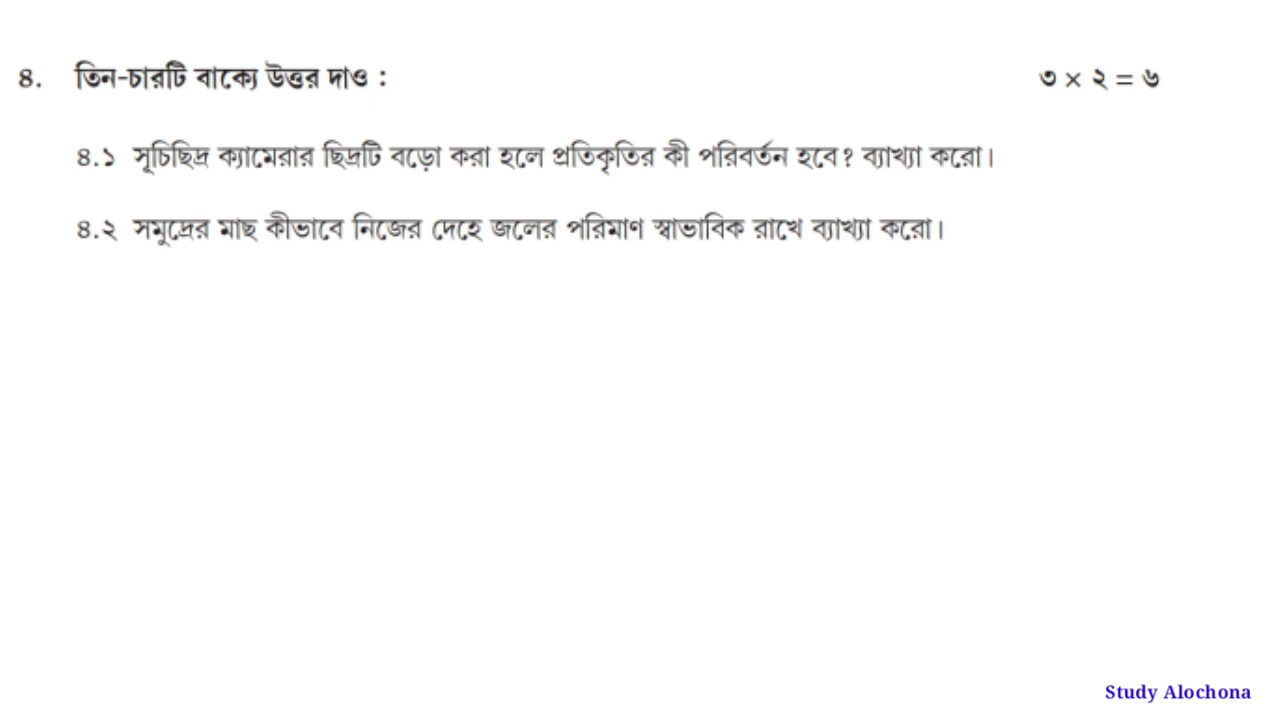 ৪. তিন-চারটি বাক্যে উত্তর দাও : ৩ × ২ = ৬
৪.১ সূচিছিদ্র ক্যামেরার ছিদ্রটি বড়ো করা হলে প্রতিকৃতির কী পরিবর্তন হবে? ব্যাখ্যা করো।
৪.২ সমুদ্রের মাছ কীভাবে নিজের দেহে জলের পরিমাণ স্বাভাবিক রাখে ব্যাখ্যা করো।
Study Alochona